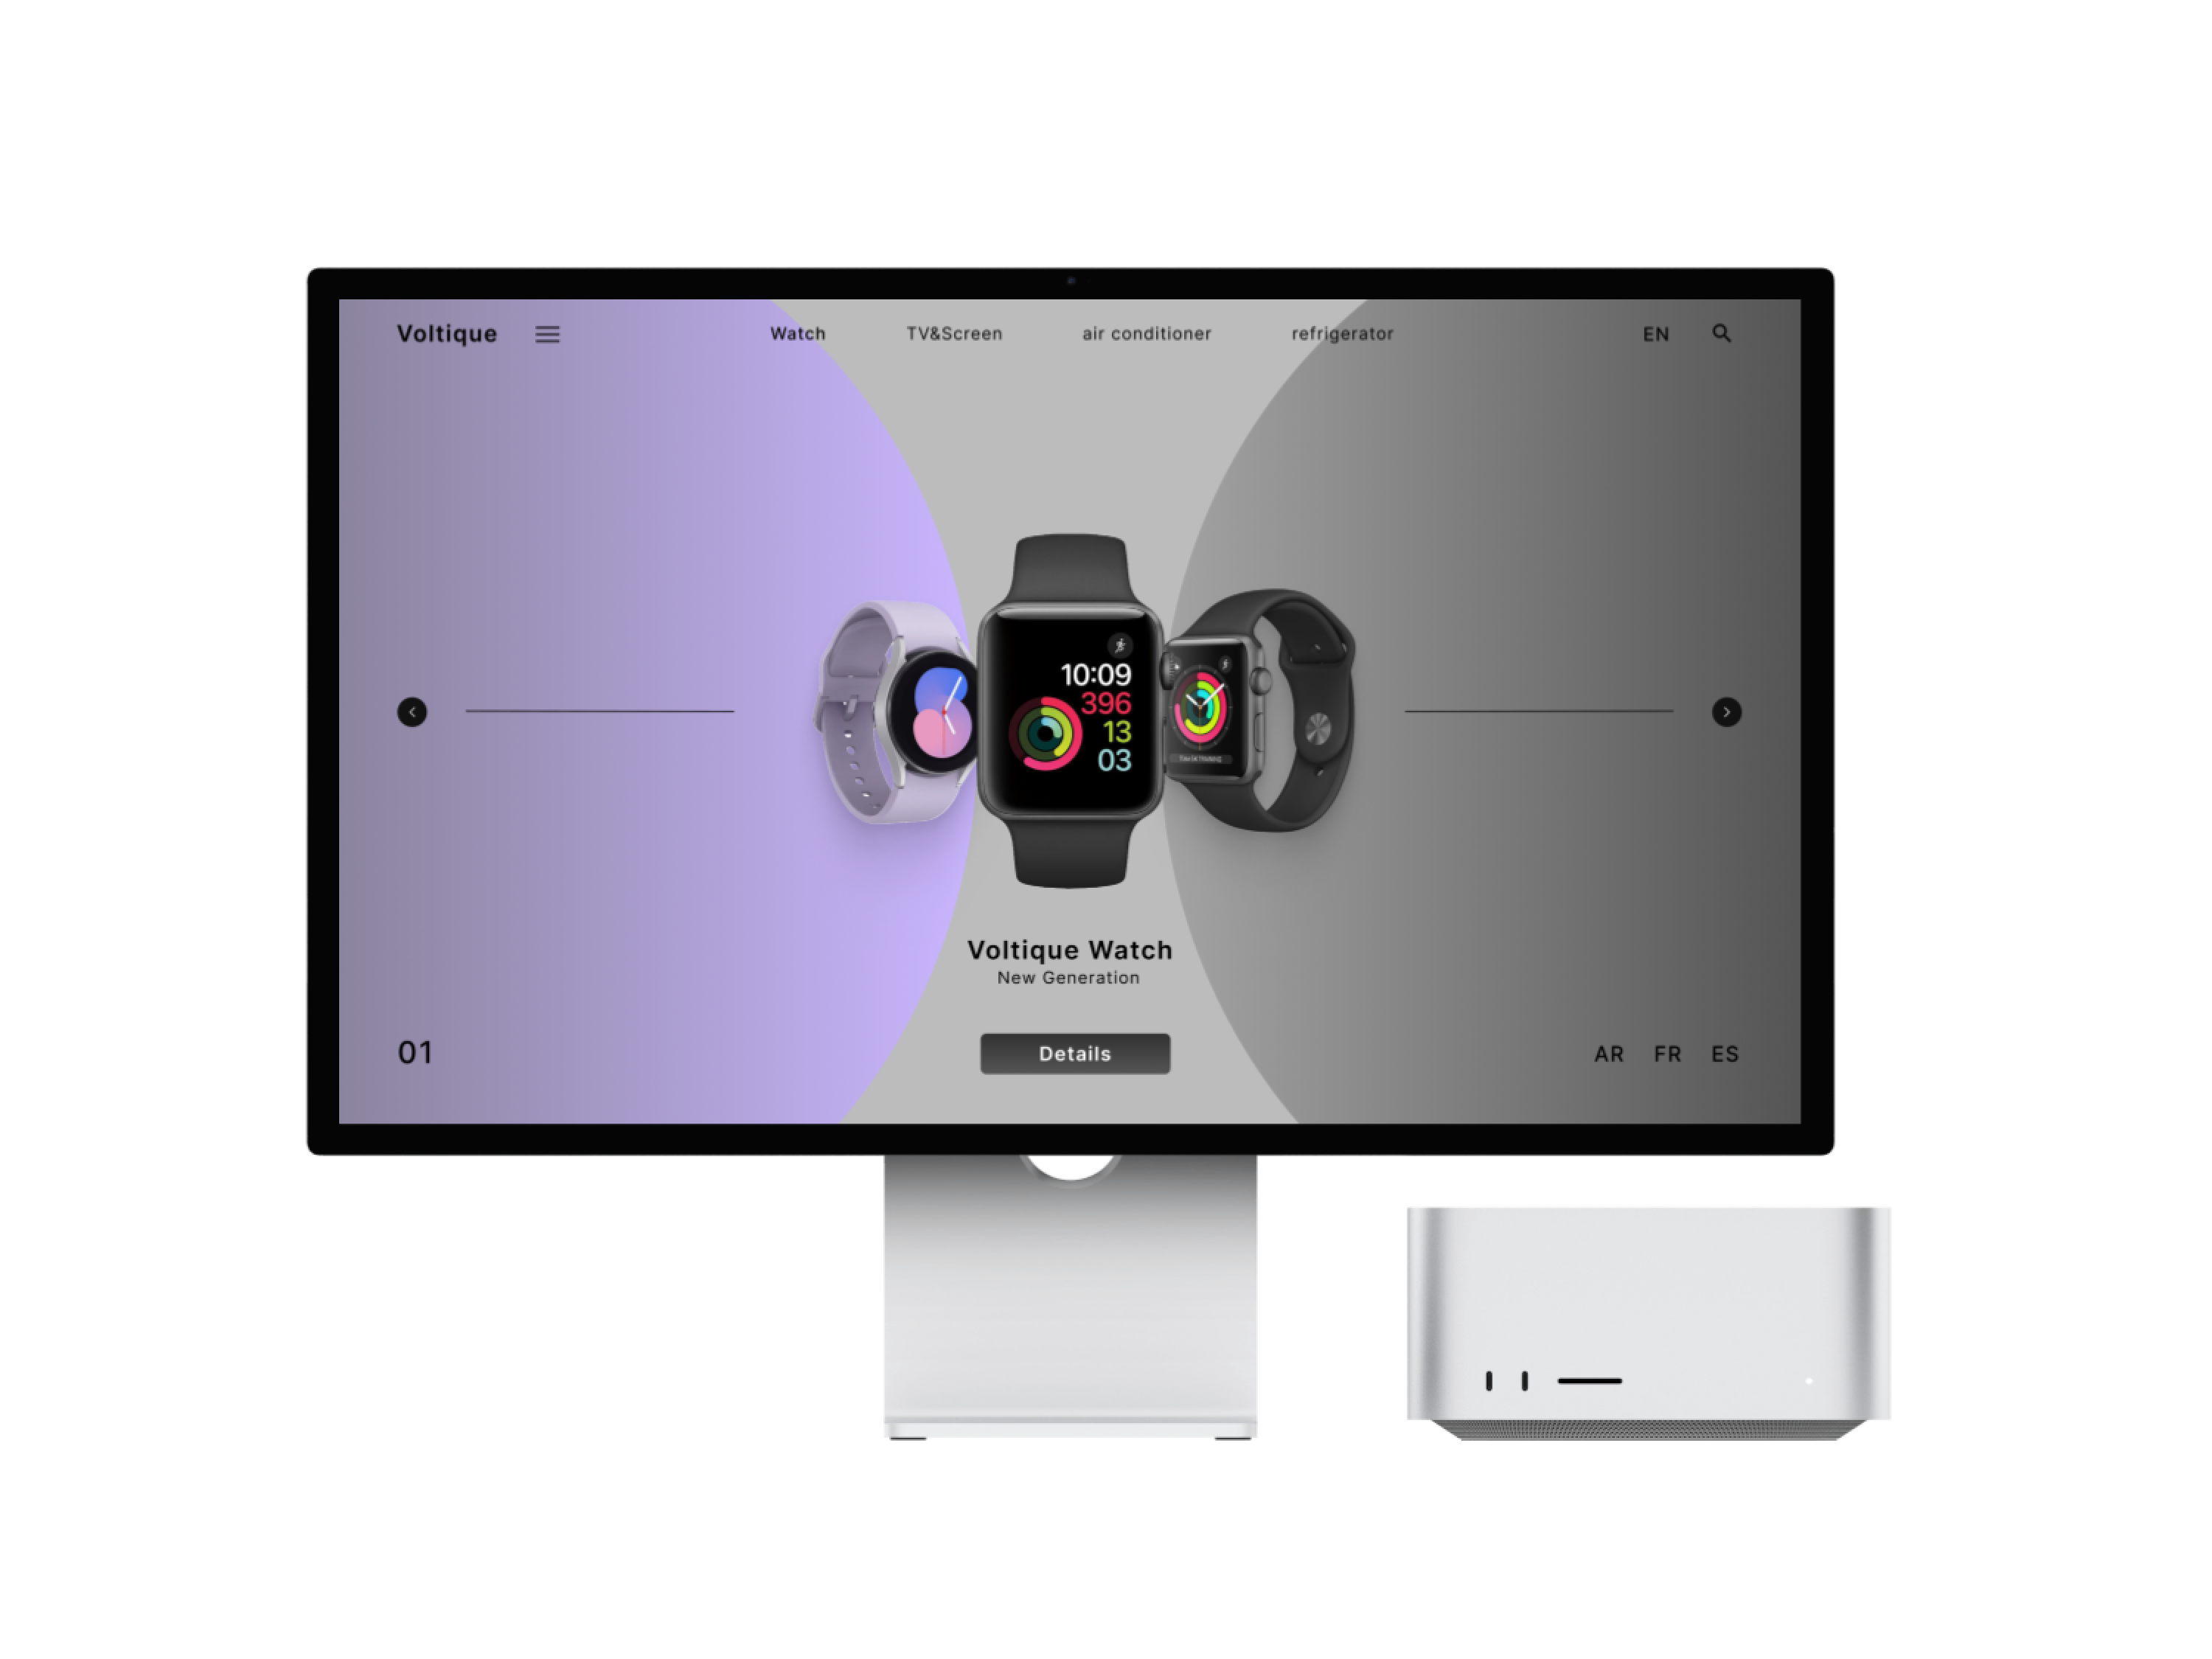 Voltique Watch TV&Screen air conditioner refrigerator EN
10:09
396
13
03
Voltique Watch
New Generation
Details
01
AR FR ES